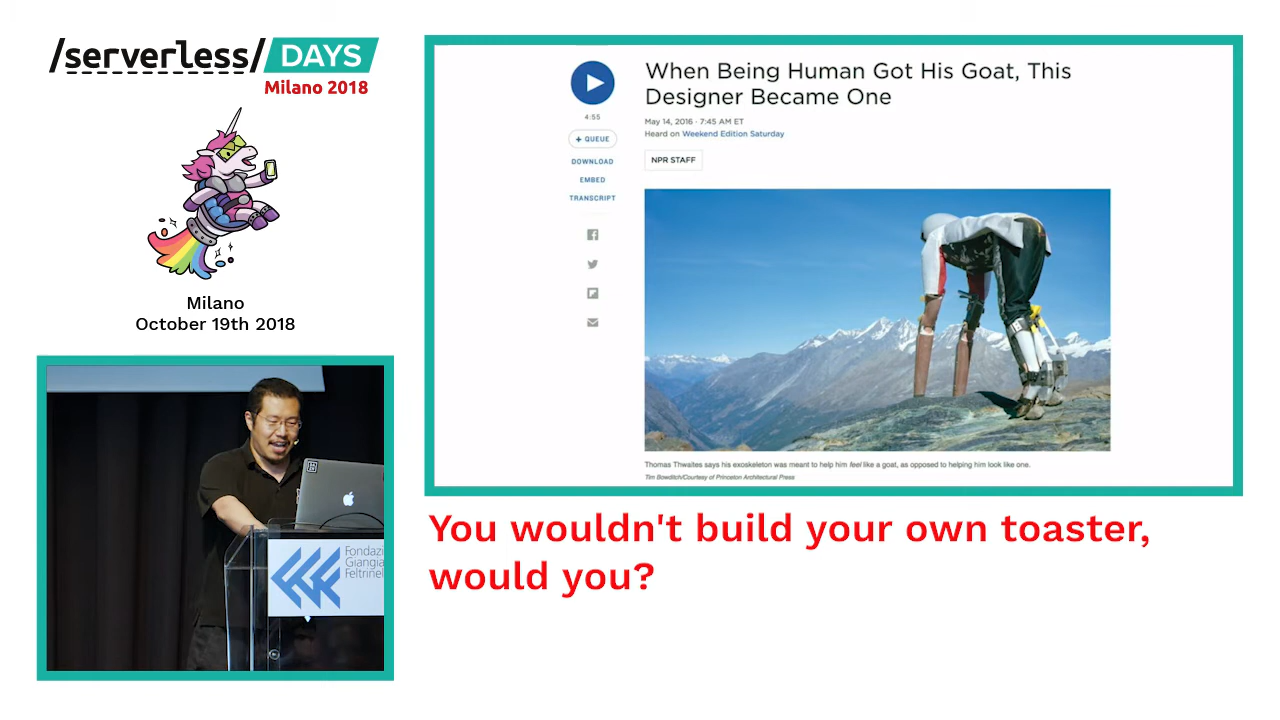 /serverless/ DAYS
Milano 2018
Milano
October 19th 2018
Fondazi
Giangia
Feltrinel
4:55
+ QUEUE
DOWNLOAD
EMBED
TRANSCRIPT
When Being Human Got His Goat, This
Designer Became One
May 14, 2016 · 7:45 AM ET
Heard on Weekend Edition Saturday
NPR STAFF
Thomas Thwaites says his exoskeleton was meant to help him feel like a goat, as opposed to helping him look like one.
Tim Bowditch/Courtesy of Princeton Architectural Press
You wouldn't build your own toaster,
would you?